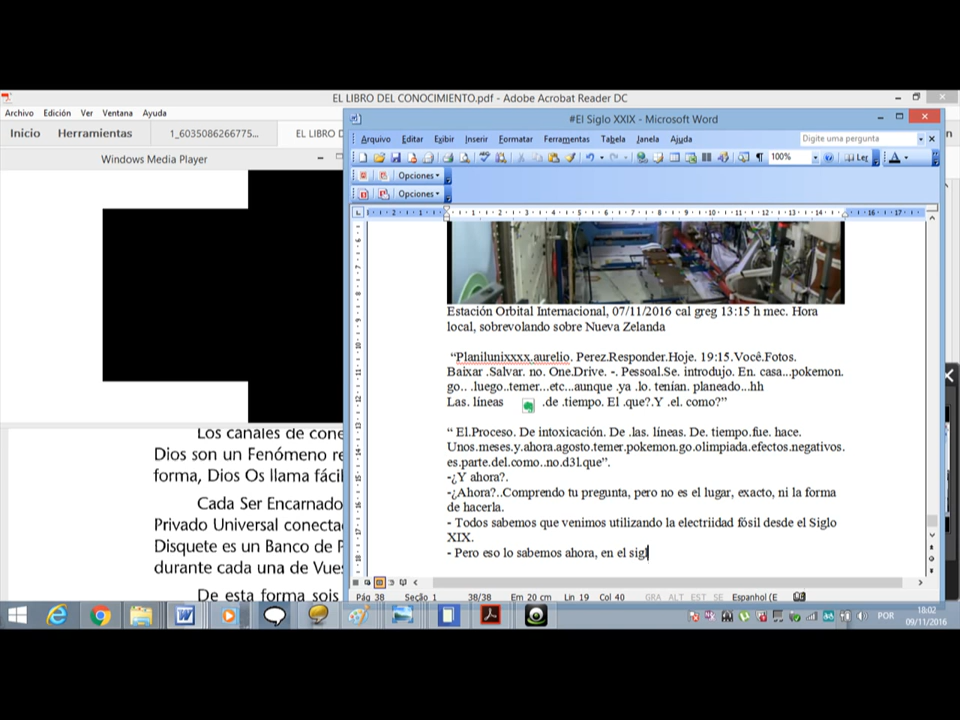 EL LIBRO DEL CONOCIMIENTO.pdf - Adobe Acrobat Reader DC
Archivo Edición Ver Ventana Ayuda
Inicio Herramientas 1_6035086266775... EL LIBRO D
Windows Media Player
Los canales de cone
Dios son un Fenómeno re
forma, Dios Os llama fácil
Cada Ser Encarnado
Privado Universal conecta
Disquete es un Banco de P
durante cada una de Vues
De esta forma sois
#El Siglo XXIX - Microsoft Word
Arquivo Editar Exibir Inserir Formatar Ferramentas Tabela Janela Ajuda Digite uma pergunta
100% Ler
Opciones
Opciones
Estación Orbital Internacional, 07/11/2016 cal greg 13:15 h mec. Hora
local, sobrevolando sobre Nueva Zelanda
“Planilunixxxx.aurelio. Perez.Responder.Hoje. 19:15.Você.Fotos.
Baixar .Salvar. no. One.Drive. -. Pessoal.Se. introdujo. En. casa...pokemon.
go.. .luego..temer...etc...aunque .ya .lo. tenían. planeado...hh
Las. líneas .de .tiempo. El .que?.Y .el. como?”
“ El.Proceso. De intoxicación. De .las. líneas. De. tiempo.fue. hace.
Unos.meses.y.ahora.agosto.temer.pokemon.go.olimpiada.efectos.negativos.
es.parte.del.como..no.d3l.que”.
-¿Y ahora?.
-¿Ahora?..Comprendo tu pregunta, pero no es el lugar, exacto, ni la forma
de hacerla.
- Todos sabemos que venimos utilizando la electriidad fósil desde el Siglo
XIX.
- Pero eso lo sabemos ahora, en el sigl
Pág 38 Seção 1 38/38 Em 20 cm Lin 19 Col 40 GRA ALT EST SE Espanhol (E
POR 18:02
09/11/2016